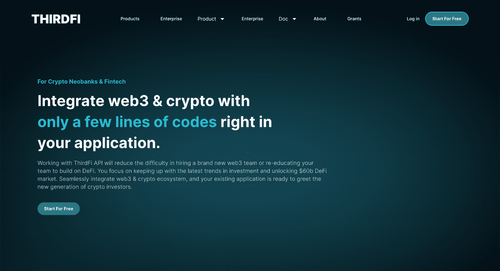 THIRDFI
Products Enterprise Product Enterprise Doc About Grants Log in Start For Free
For Crypto Neobanks & Fintech
Integrate web3 & crypto with
only a few lines of codes right in
your application.
Working with ThirdFi API will reduce the difficulty in hiring a brand new web3 team or re-educating your
team to build on DeFi. You focus on keeping up with the latest trends in investment and unlocking $60b DeFi
market. Seamlessly integrate web3 & crypto ecosystem, and your existing application is ready to greet the
new generation of crypto investors.
Start For Free